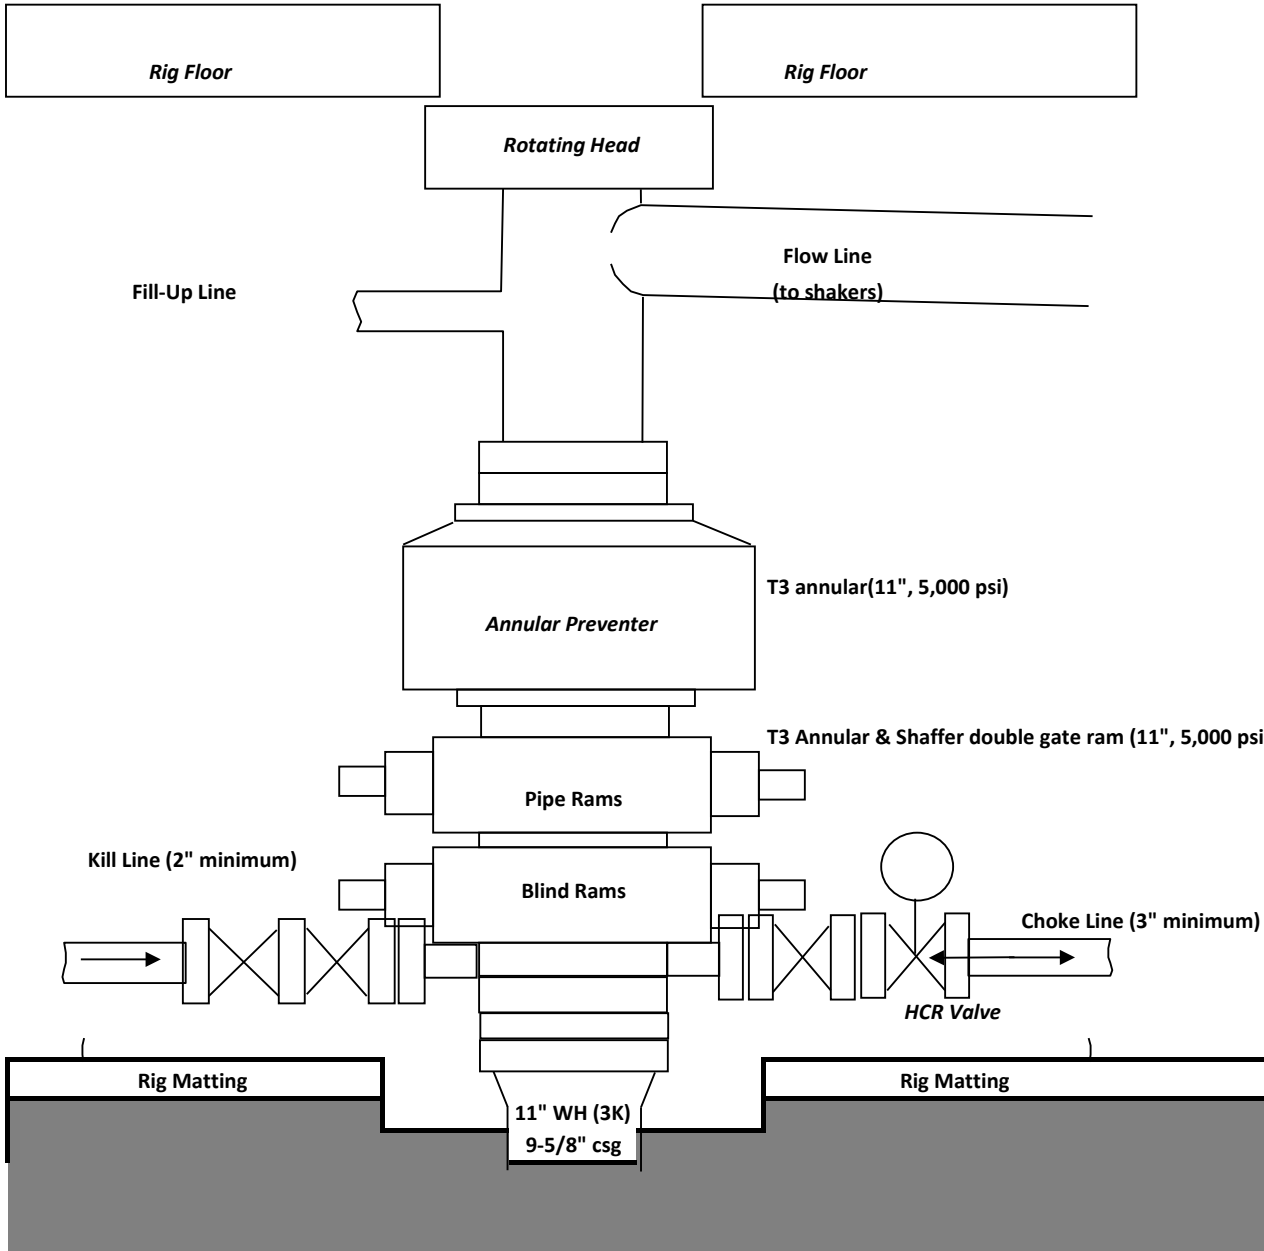 Rig Floor
Rig Floor
Rotating Head
Flow Line
(to shakers)
Fill-Up Line
T3 annular(11", 5,000 psi)
Annular Preventer
T3 Annular & Shaffer double gate ram (11", 5,000 psi
Pipe Rams
Kill Line (2" minimum)
Blind Rams
Choke Line (3" minimum)
HCR Valve
Rig Matting
Rig Matting
11" WH (3K)
9-5/8" csg